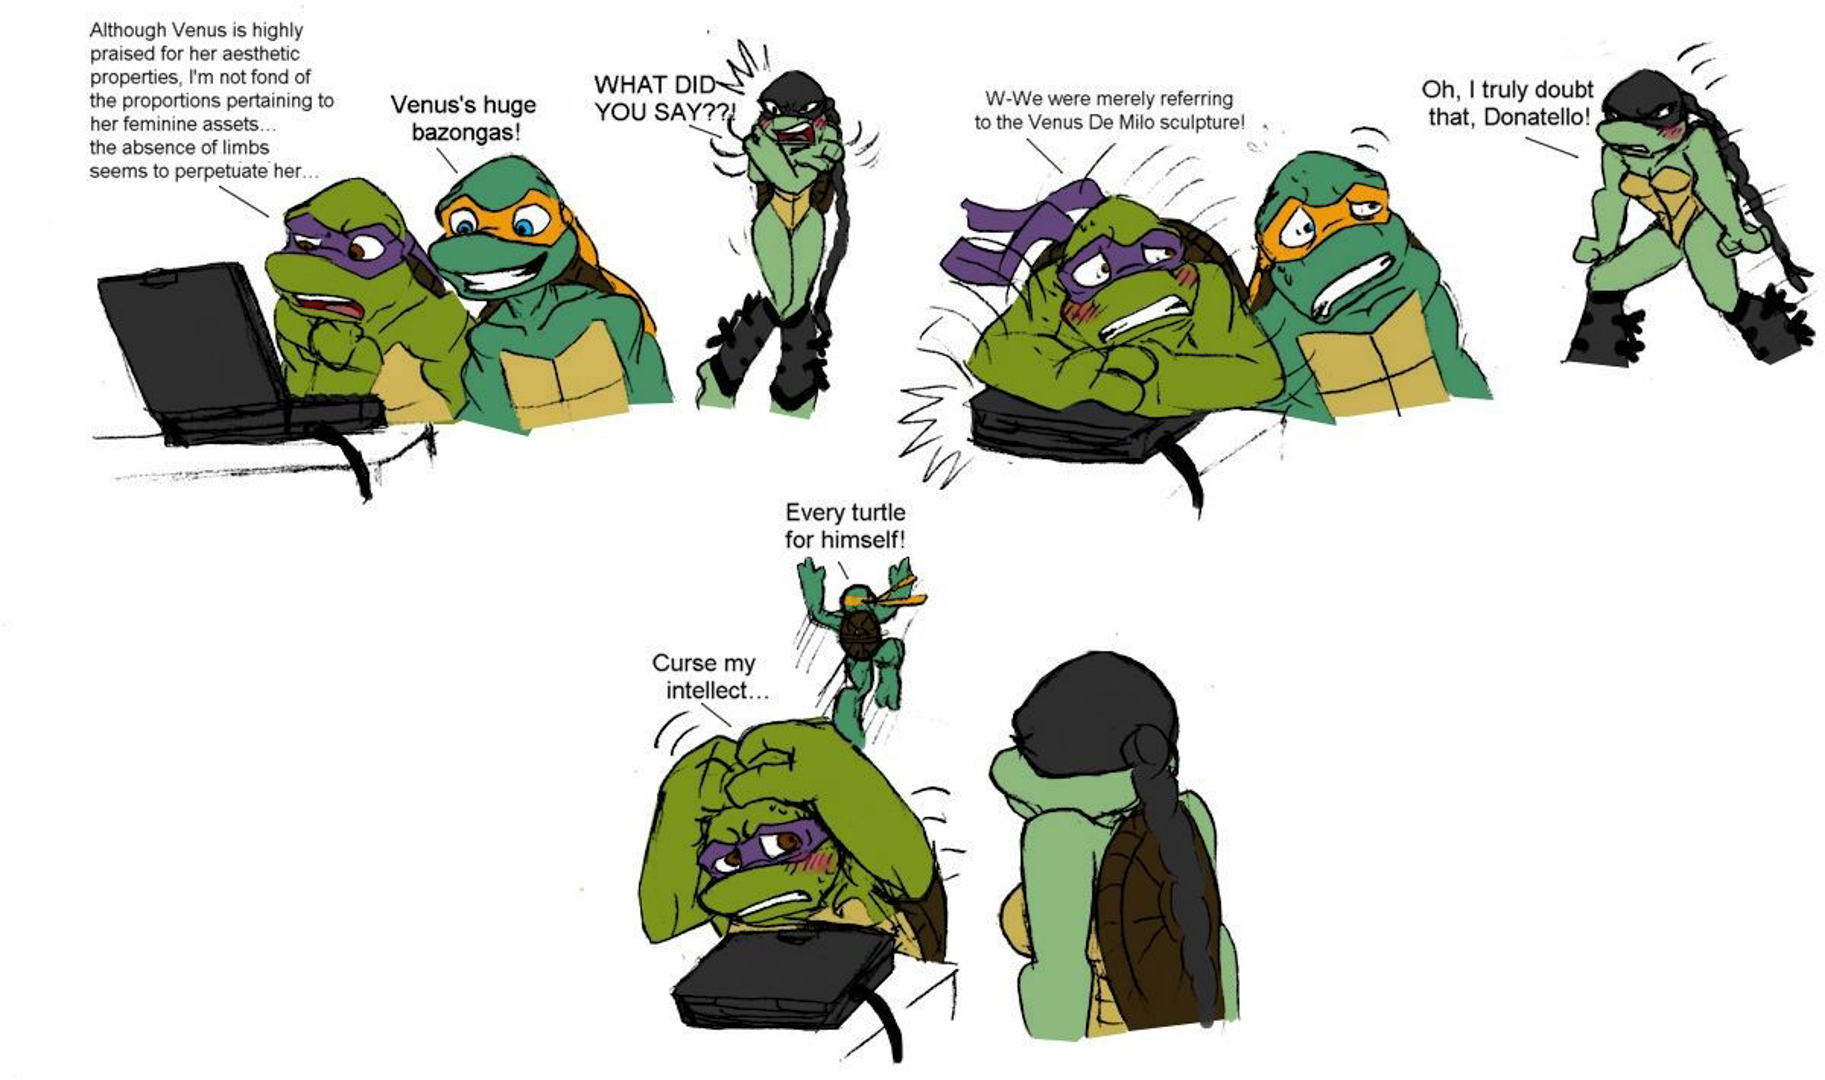 Although Venus is highly
praised for her aesthetic
properties, I'm not fond of
the proportions pertaining to
her feminine assets...
the absence of limbs
seems to perpetuate her...
Venus's huge
bazongas!
WHAT DID
YOU SAY??!
W-We were merely referring
to the Venus De Milo sculpture!
Oh, I truly doubt
that, Donatello!
Every turtle
for himself!
Curse my
intellect...